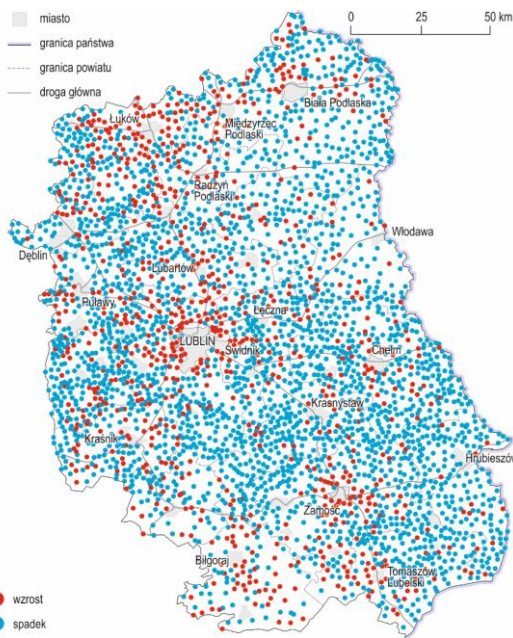 miasto
0 25 50 km
granica państwa
granica powiatu
droga główna
Biała Podlaska
Łuków
Międzyrzec
Podlaski
Radzyń
Podlaski
Włodawa
Dęblin
Lubartów
Puławy
Łęczna
LUBLIN
Świdnik
Chełm
Krasnystaw
Kraśnik
Hrubieszów
Zamość
Biłgoraj
Tomaszów
Lubelski
wzrost
spadek